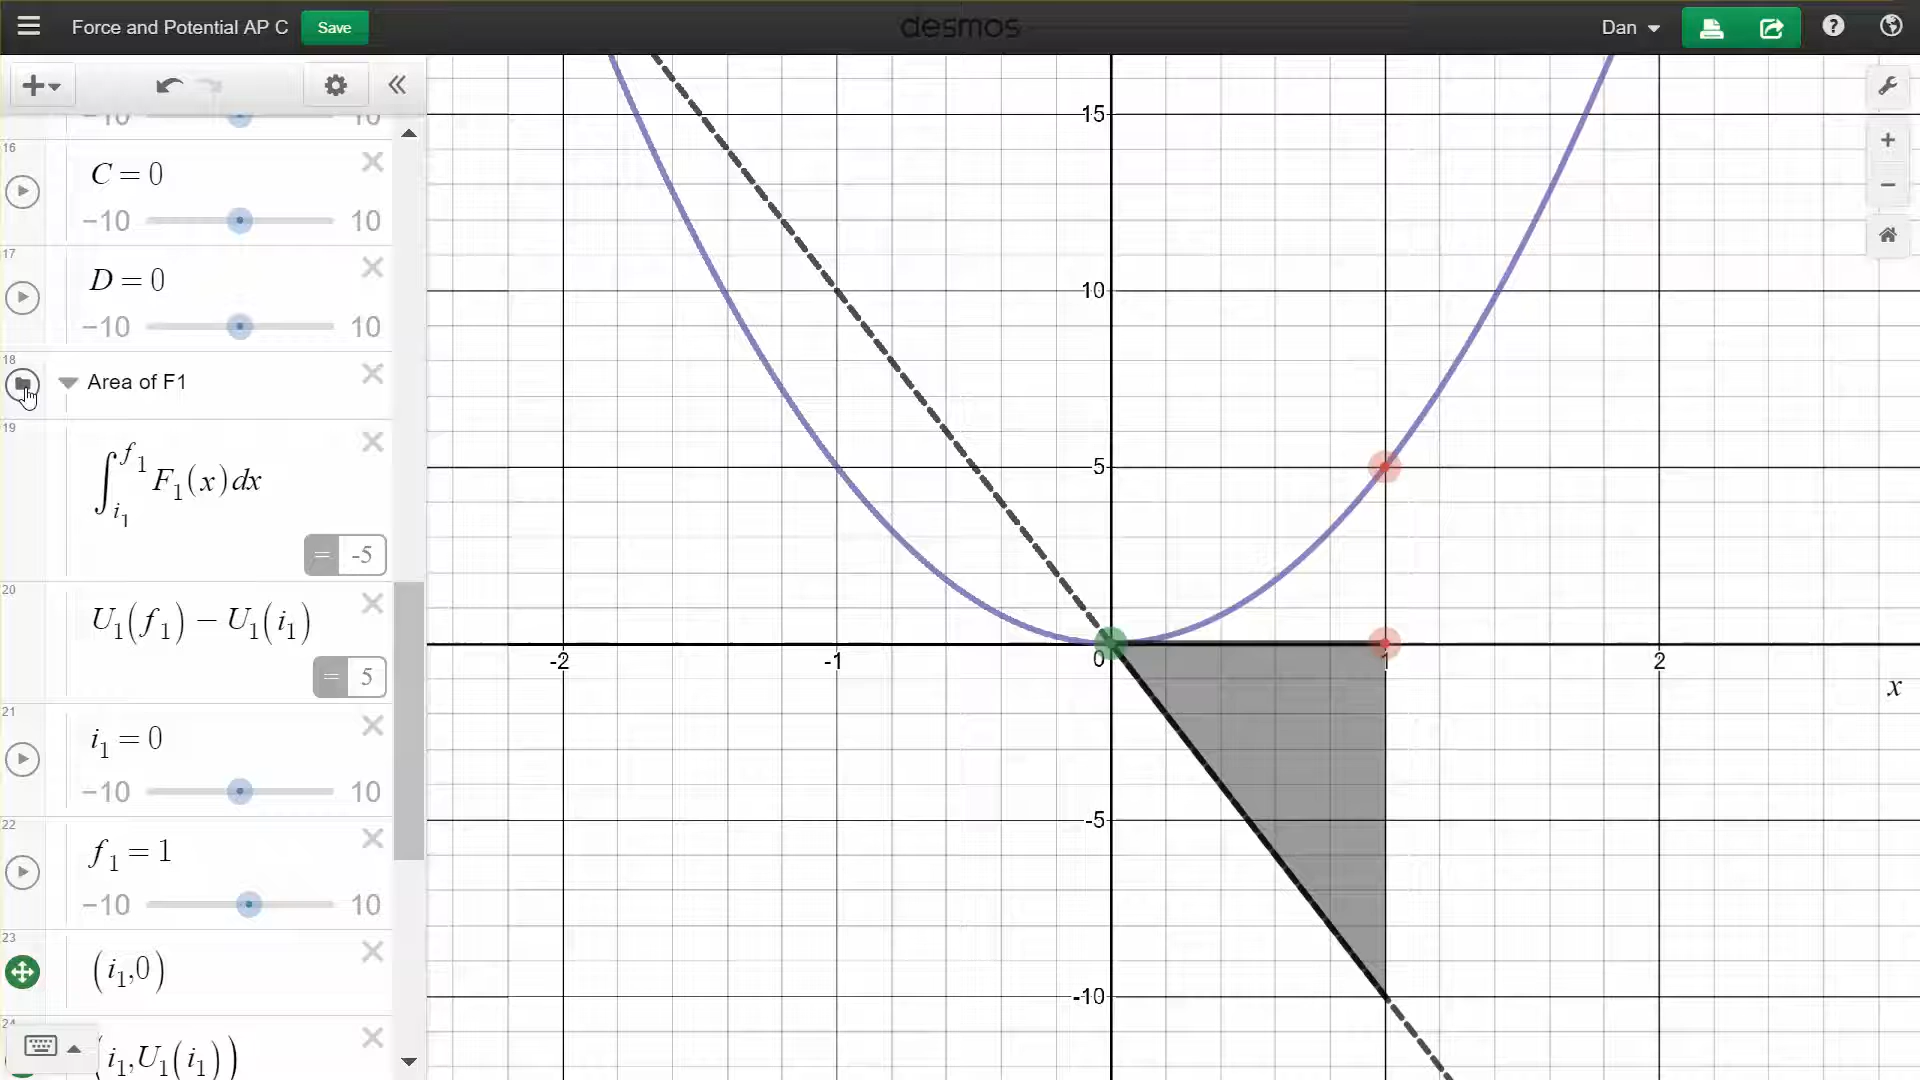 Force and Potential AP C
Save
desmos
Dan
-10
10
16
C = 0
-10
10
17
D = 0
-10
10
18
Area of F1
19
∫_{i₁}^{f₁} F₁(x)dx
= -5
20
U₁(f₁) − U₁(i₁)
= 5
21
i₁ = 0
-10
10
22
f₁ = 1
-10
10
23
(i₁,0)
24
(i₁,U₁(i₁))
15
10
5
-2
-1
0
1
2
x
-5
-10